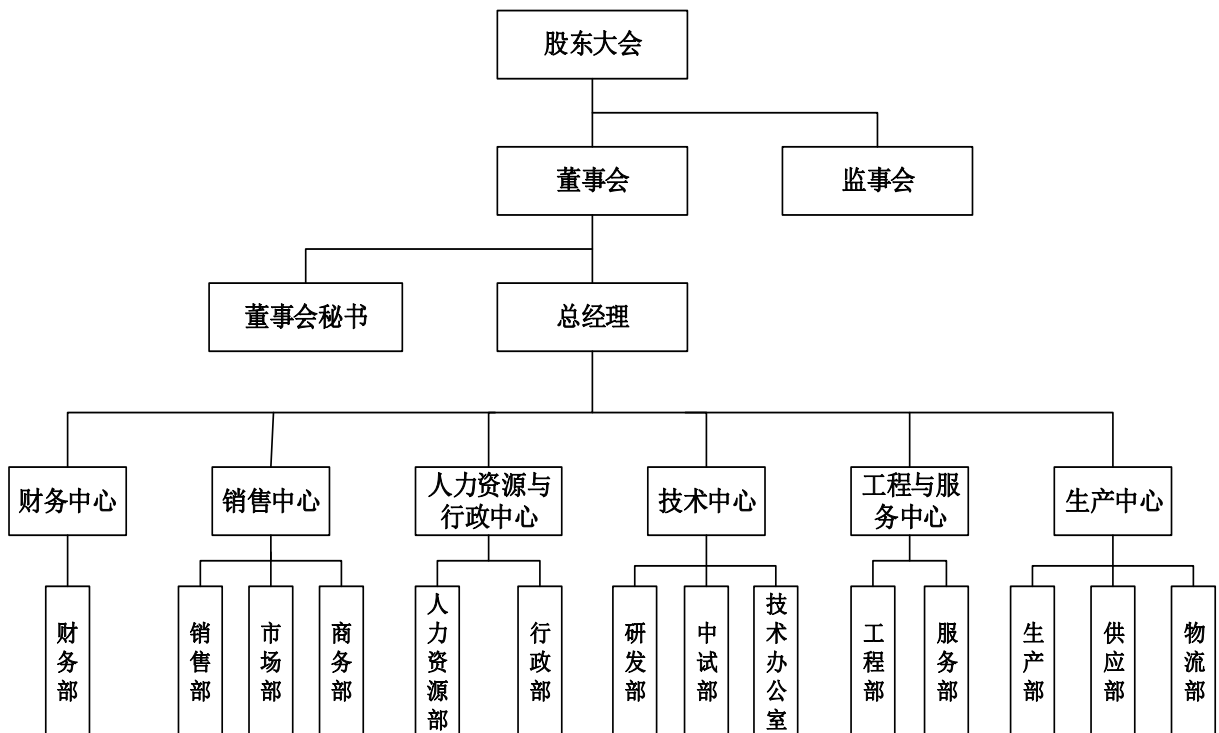 股东大会
董事会
监事会
董事会秘书
总经理
财务中心
销售中心
人力资源与
行政中心
技术中心
工程与服
务中心
生产中心
财务部
销售部
市场部
商务部
人力资源部
行政部
研发部
中试部
技术办公室
工程部
服务部
生产部
供应部
物流部